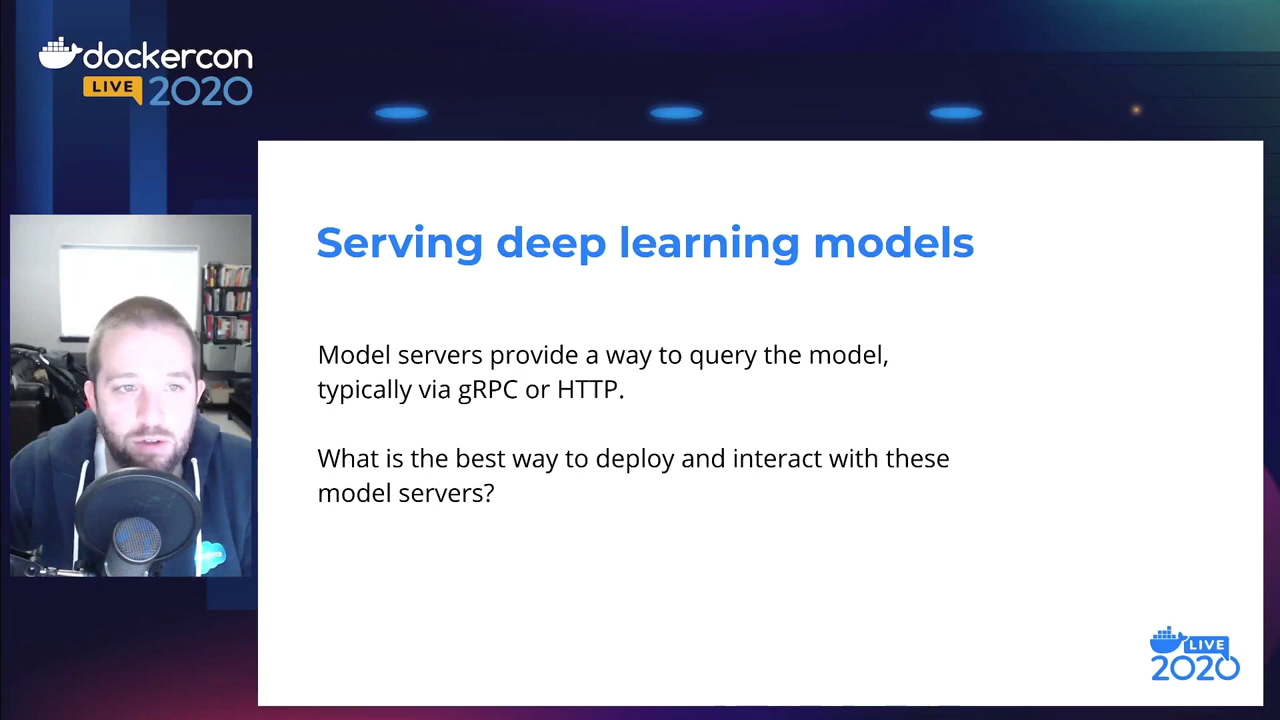 dockercon
LIVE 2020
Serving deep learning models
Model servers provide a way to query the model,
typically via gRPC or HTTP.
What is the best way to deploy and interact with these
model servers?
LIVE
2020